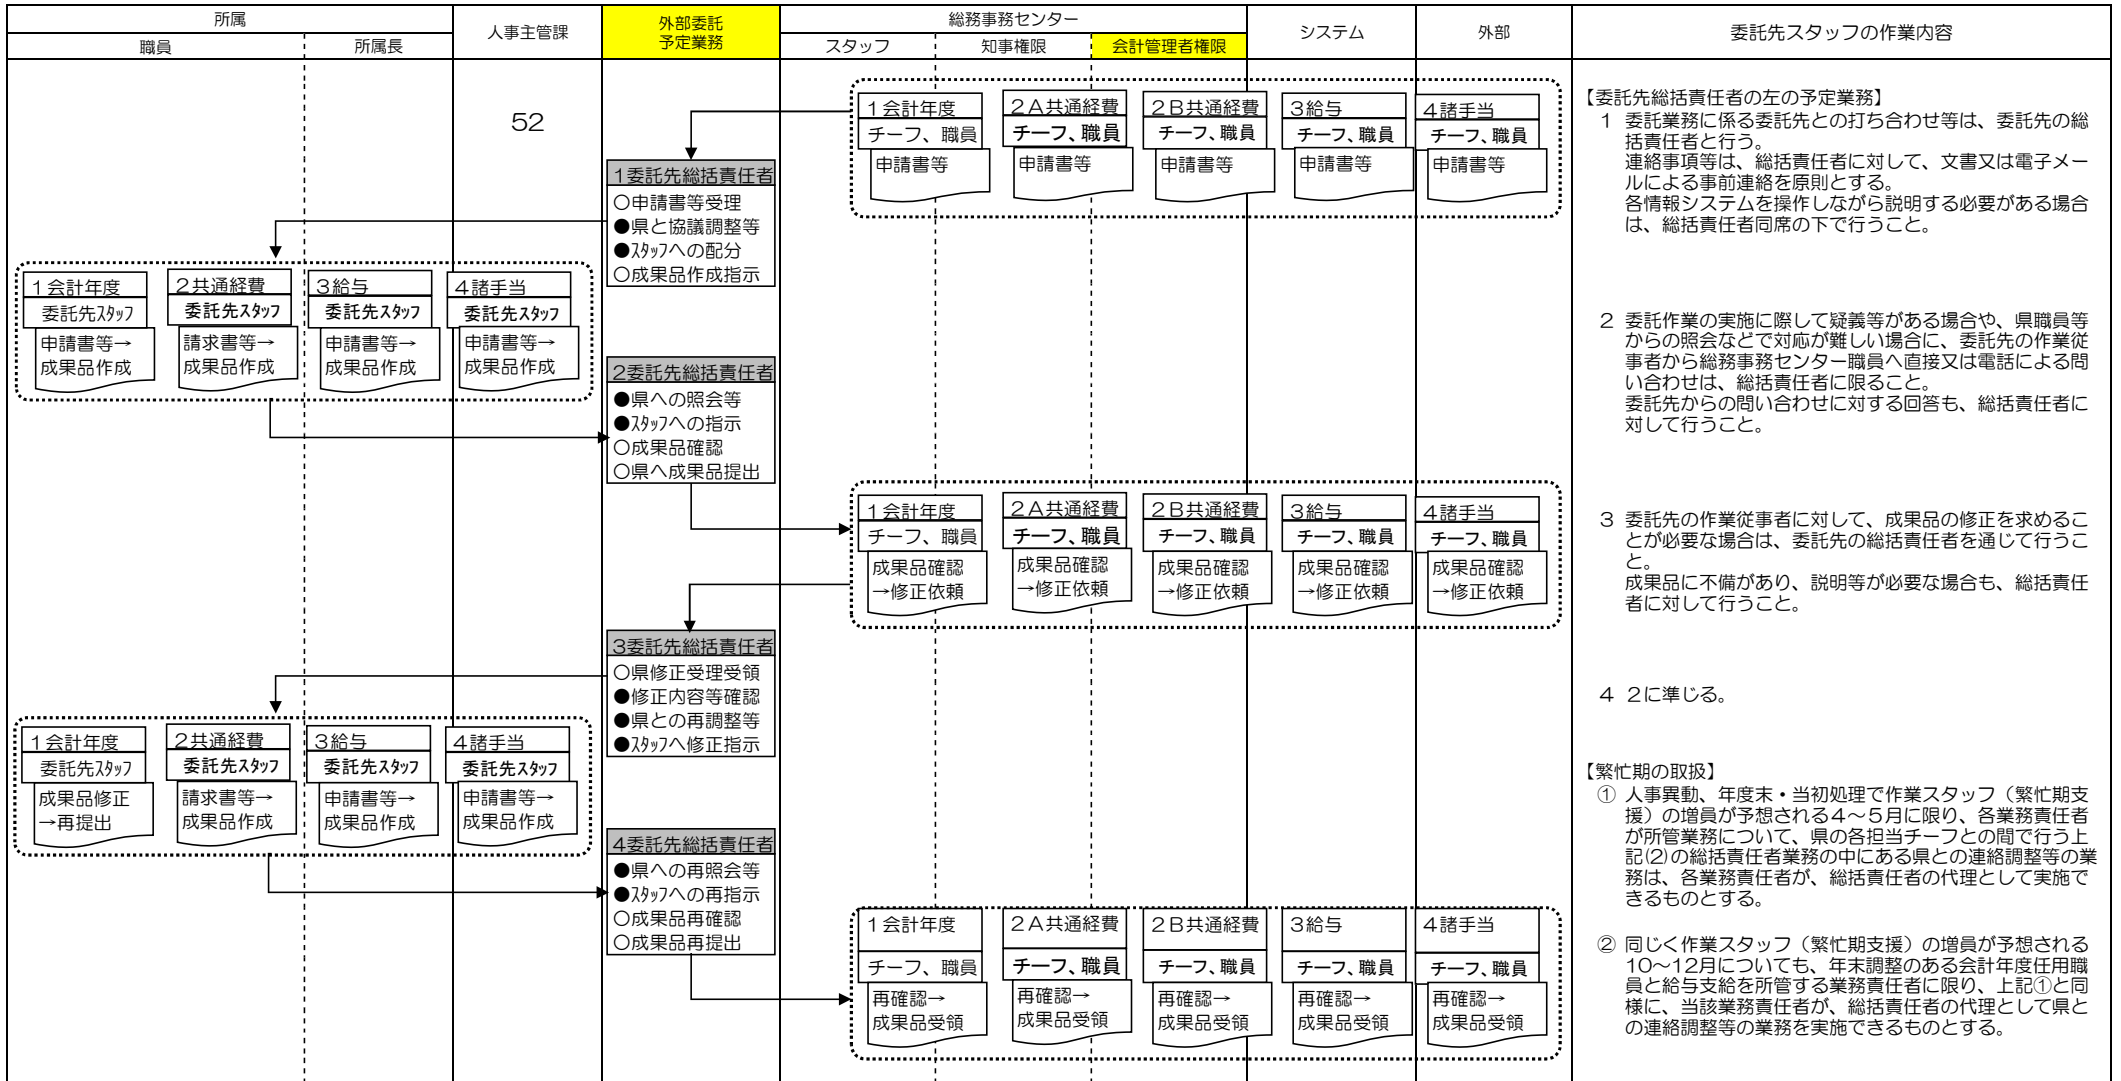 所属
人事主管課
外部委託
予定業務
総務事務センター
システム
外部
委託先スタッフの作業内容
職員
所属長
スタッフ
知事権限
会計管理者権限
52
1会計年度
チーフ、職員
申請書等
2A共通経費
チーフ、職員
申請書等
2B共通経費
チーフ、職員
申請書等
3給与
チーフ、職員
申請書等
4諸手当
チーフ、職員
申請書等
1委託先総括責任者
○申請書等受理
●県と協議調整等
●ｽﾀｯﾌへの配分
○成果品作成指示
1会計年度
委託先ｽﾀｯﾌ
申請書等→
成果品作成
2共通経費
委託先ｽﾀｯﾌ
請求書等→
成果品作成
3給与
委託先ｽﾀｯﾌ
申請書等→
成果品作成
4諸手当
委託先ｽﾀｯﾌ
申請書等→
成果品作成
2委託先総括責任者
●県への照会等
●ｽﾀｯﾌへの指示
○成果品確認
○県へ成果品提出
1会計年度
チーフ、職員
成果品確認
→修正依頼
2A共通経費
チーフ、職員
成果品確認
→修正依頼
2B共通経費
チーフ、職員
成果品確認
→修正依頼
3給与
チーフ、職員
成果品確認
→修正依頼
4諸手当
チーフ、職員
成果品確認
→修正依頼
3委託先総括責任者
○県修正受理受領
●修正内容等確認
●県との再調整等
●ｽﾀｯﾌへ修正指示
1会計年度
委託先ｽﾀｯﾌ
成果品修正
→再提出
2共通経費
委託先ｽﾀｯﾌ
請求書等→
成果品作成
3給与
委託先ｽﾀｯﾌ
申請書等→
成果品作成
4諸手当
委託先ｽﾀｯﾌ
申請書等→
成果品作成
4委託先総括責任者
●県への再照会等
●ｽﾀｯﾌへの再指示
○成果品再確認
○成果品再提出
1会計年度
チーフ、職員
再確認→
成果品受領
2A共通経費
チーフ、職員
再確認→
成果品受領
2B共通経費
チーフ、職員
再確認→
成果品受領
3給与
チーフ、職員
再確認→
成果品受領
4諸手当
チーフ、職員
再確認→
成果品受領
【委託先総括責任者の左の予定業務】
1 委託業務に係る委託先との打ち合わせ等は、委託先の総
括責任者と行う。
連絡事項等は、総括責任者に対して、文書又は電子メー
ルによる事前連絡を原則とする。
各情報システムを操作しながら説明する必要がある場合
は、総括責任者同席の下で行うこと。
2 委託作業の実施に際して疑義等がある場合や、県職員等
からの照会などで対応が難しい場合に、委託先の作業従
事者から総務事務センター職員へ直接又は電話による問
い合わせは、総括責任者に限ること。
委託先からの問い合わせに対する回答も、総括責任者に
対して行うこと。
3 委託先の作業従事者に対して、成果品の修正を求めるこ
とが必要な場合は、委託先の総括責任者を通じて行うこ
と。
成果品に不備があり、説明等が必要な場合も、総括責任
者に対して行うこと。
4 2に準じる。
【繁忙期の取扱】
① 人事異動、年度末・当初処理で作業スタッフ（繁忙期支
援）の増員が予想される4～5月に限り、各業務責任者
が所管業務について、県の各担当チーフとの間で行う上
記(2)の総括責任者業務の中にある県との連絡調整等の業
務は、各業務責任者が、総括責任者の代理として実施で
きるものとする。
② 同じく作業スタッフ（繁忙期支援）の増員が予想される
10～12月についても、年末調整のある会計年度任用職
員と給与支給を所管する業務責任者に限り、上記①と同
様に、当該業務責任者が、総括責任者の代理として県と
の連絡調整等の業務を実施できるものとする。